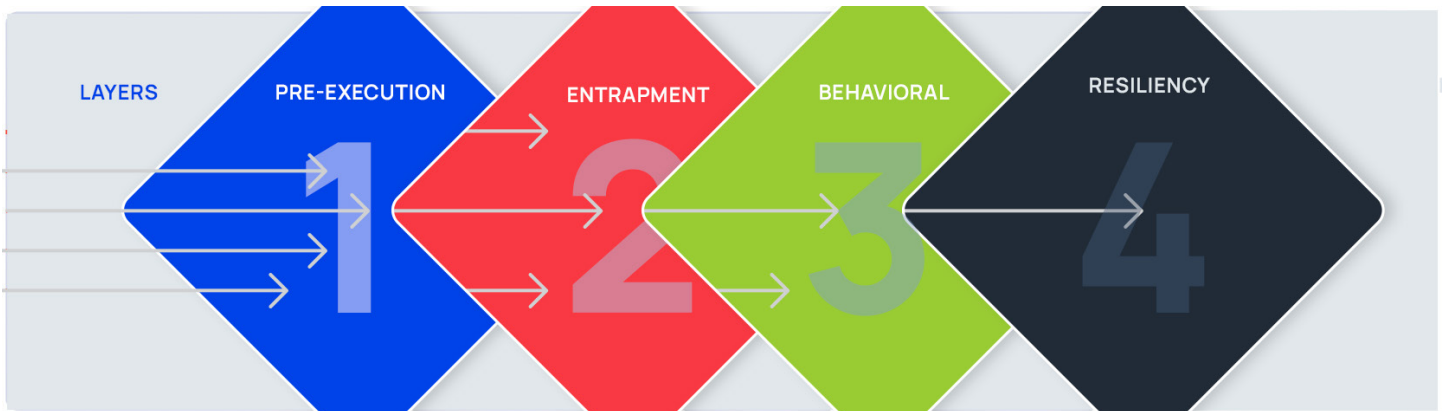 LAYERS
PRE-EXECUTION
1
ENTRAPMENT
2
BEHAVIORAL
3
RESILIENCY
4